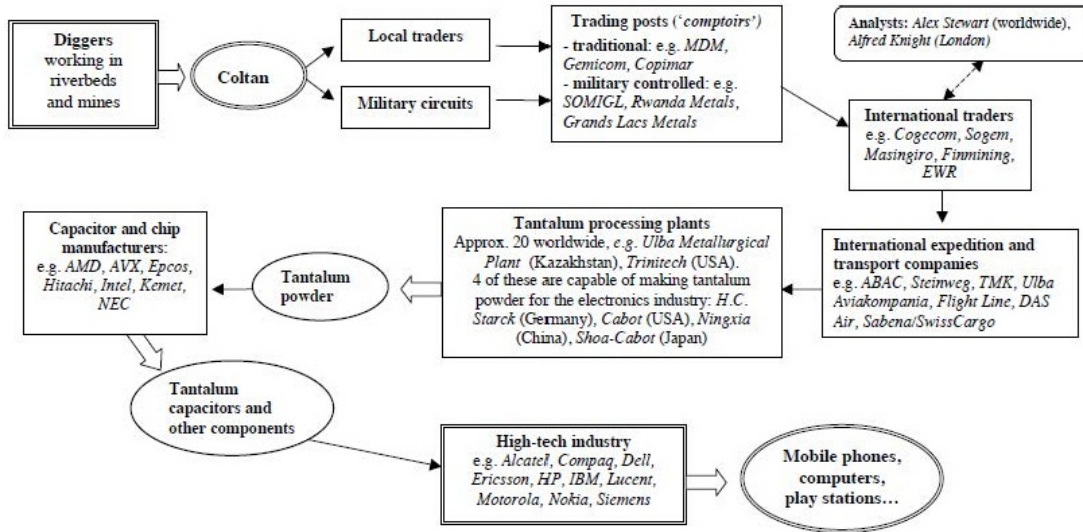 Diggers
working in
riverbeds
and mines
Coltan
Local traders
Military circuits
Trading posts (‘comptoirs’)
- traditional: e.g. MDM,
Gemicom, Copimar
- military controlled: e.g.
SOMIGL, Rwanda Metals,
Grands Lacs Metals
Analysts: Alex Stewart (worldwide),
Alfred Knight (London)
International traders
e.g. Cogecom, Sogem,
Masingiro, Finmining,
EWR
International expedition and
transport companies
e.g. ABAC, Steinweg, TMK, Ulba
Aviakompania, Flight Line, DAS
Air, Sabena/SwissCargo
Tantalum processing plants
Approx. 20 worldwide, e.g. Ulba Metallurgical
Plant (Kazakhstan), Trinitech (USA).
4 of these are capable of making tantalum
powder for the electronics industry: H.C.
Starck (Germany), Cabot (USA), Ningxia
(China), Shoa-Cabot (Japan)
Tantalum
powder
Capacitor and chip
manufacturers:
e.g. AMD, AVX, Epcos,
Hitachi, Intel, Kemet,
NEC
Tantalum
capacitors and
other components
High-tech industry
e.g. Alcatel, Compaq, Dell,
Ericsson, HP, IBM, Lucent,
Motorola, Nokia, Siemens
Mobile phones,
computers,
play stations…